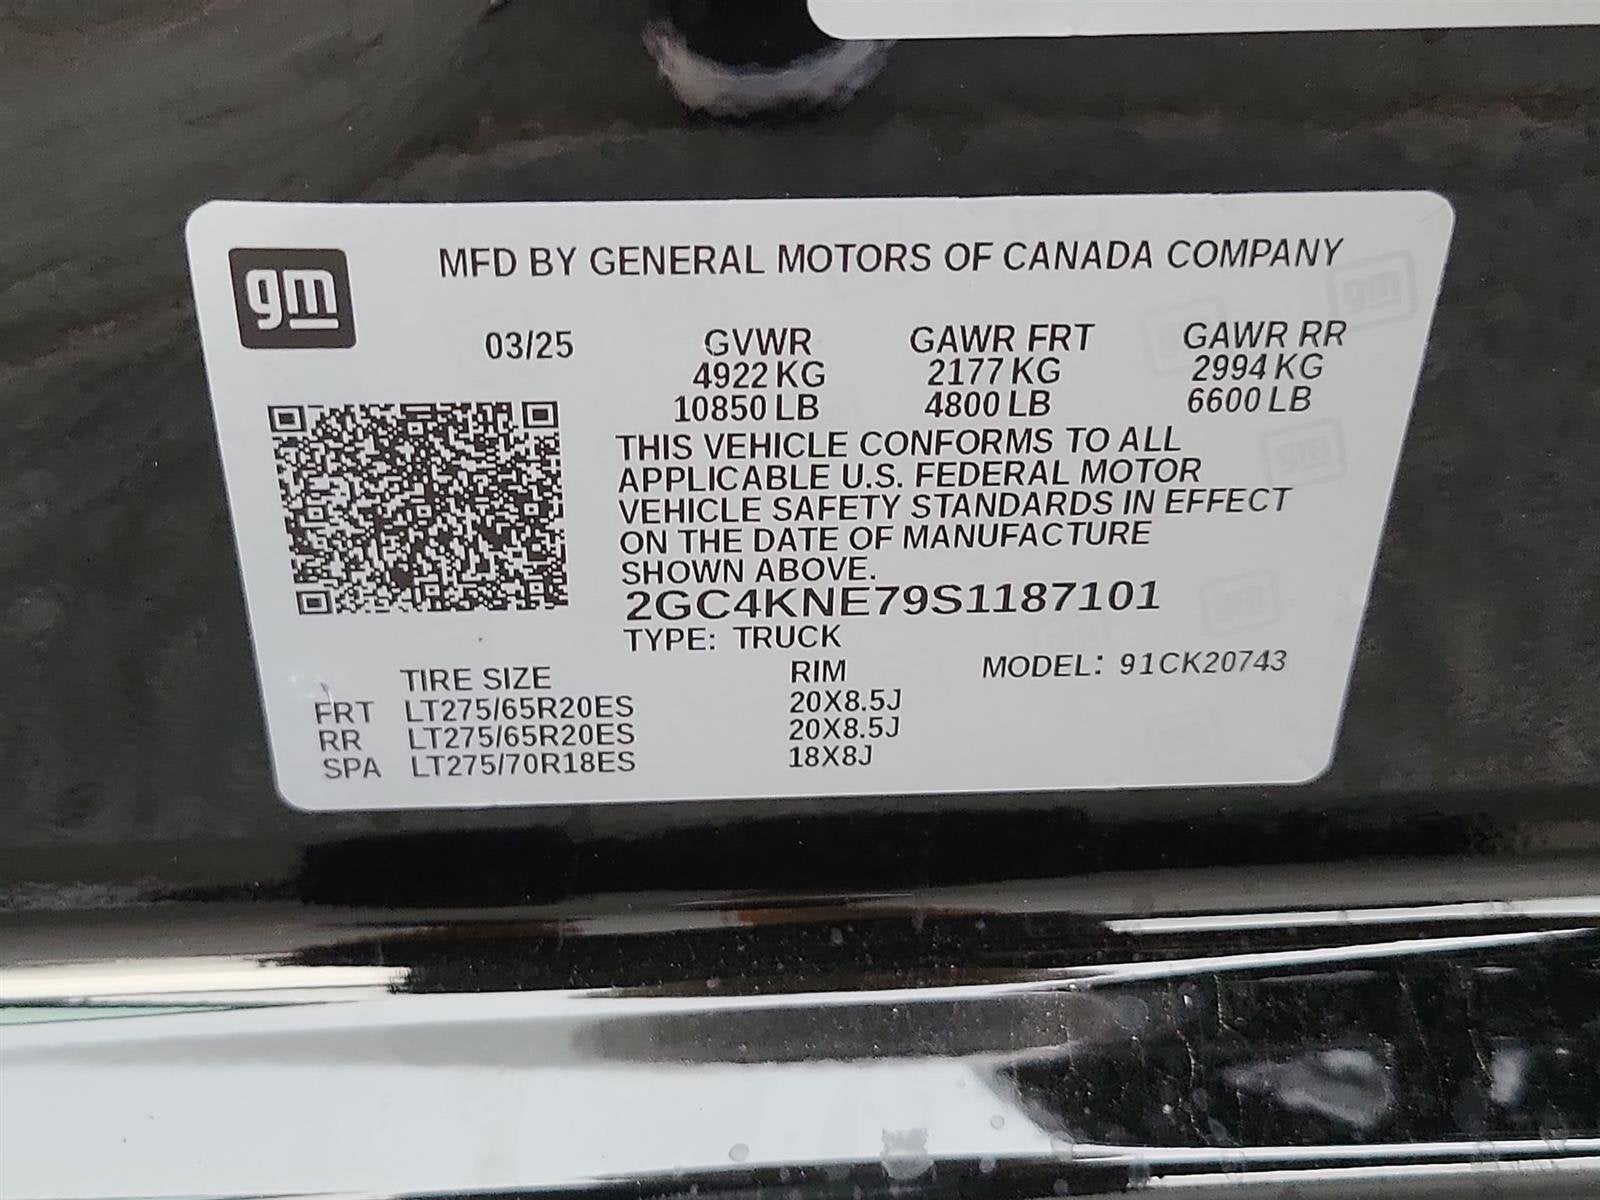 gm
MFD BY GENERAL MOTORS OF CANADA COMPANY
03/25 GVWR GAWR FRT GAWR RR
4922 KG 2177 KG 2994 KG
10850 LB 4800 LB 6600 LB
THIS VEHICLE CONFORMS TO ALL
APPLICABLE U.S. FEDERAL MOTOR
VEHICLE SAFETY STANDARDS IN EFFECT
ON THE DATE OF MANUFACTURE
SHOWN ABOVE.
2GC4KNE79S1187101
TYPE: TRUCK
TIRE SIZE RIM MODEL: 91CK20743
FRT LT275/65R20ES 20X8.5J
RR LT275/65R20ES 20X8.5J
SPA LT275/70R18ES 18X8J